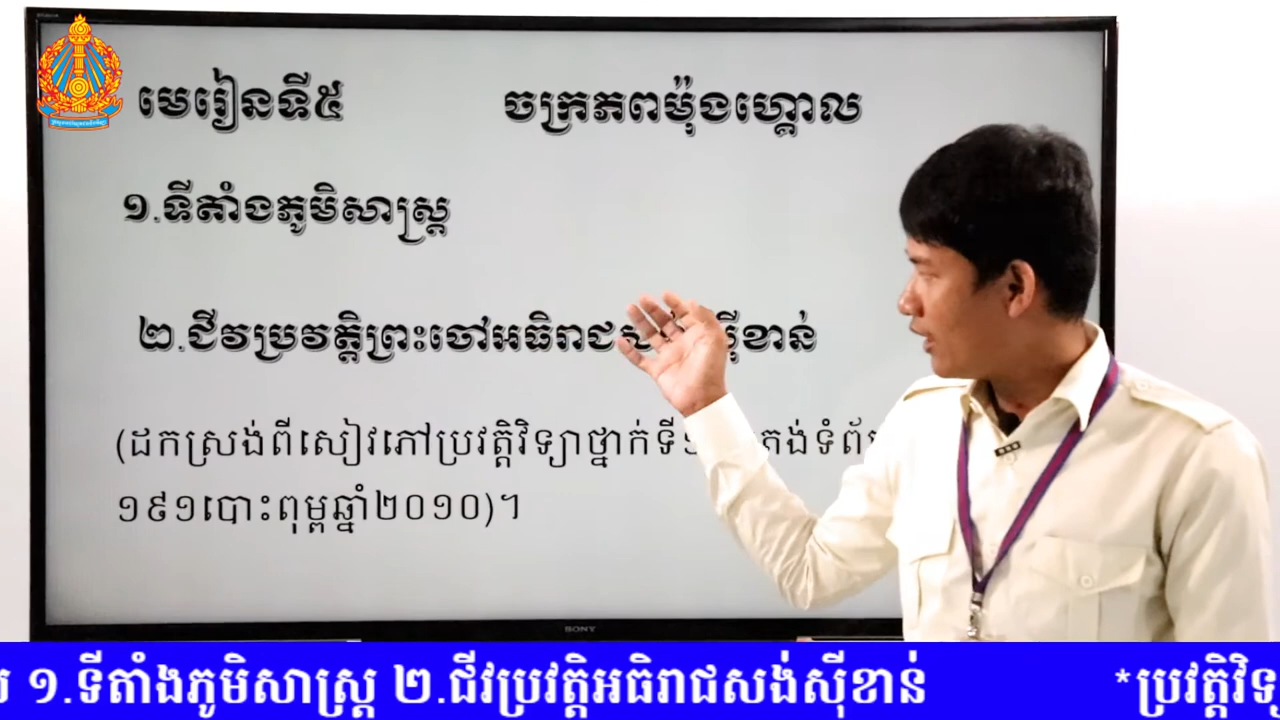 មេរៀនទី៥ ចក្រភពម៉ុងហ្គោល
១.ទីតាំងភូមិសាស្ត្រ
២.ជីវប្រវត្តិព្រះចៅអធិរាជ ស៊ីខាន់
(ដកស្រង់ពីសៀវភៅប្រវត្តិវិទ្យាថ្នាក់ទី
១៩១បោះពុម្ពឆ្នាំ២០១០)។
SONY
១.ទីតាំងភូមិសាស្ត្រ ២.ជីវប្រវត្តិអធិរាជសង់ស៊ីខាន់ *ប្រវត្តិវិទ្យ